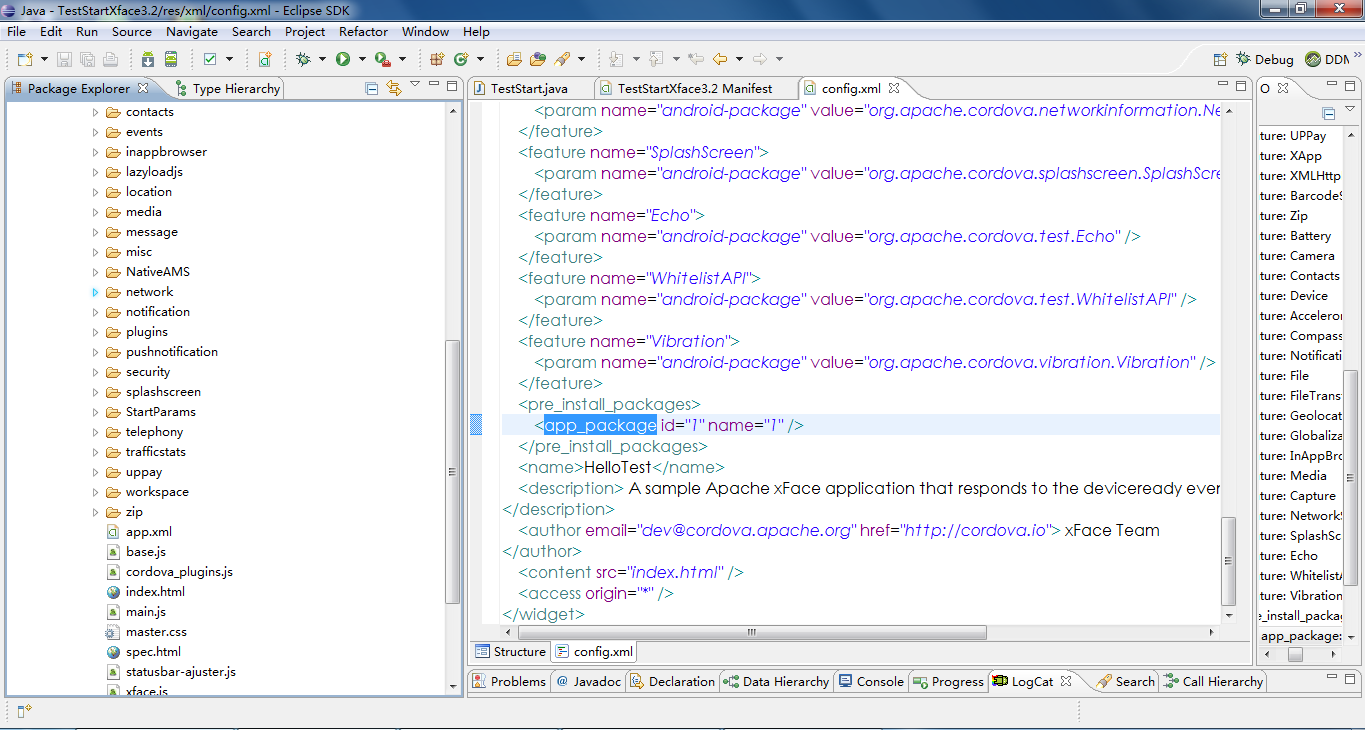 Java - TestStartXface3.2/res/xml/config.xml - Eclipse SDK
File Edit Run Source Navigate Search Project Refactor Window Help
Debug DDM
Package Explorer Type Hierarchy
contacts
events
inappbrowser
lazyloadjs
location
media
message
misc
NativeAMS
network
notification
plugins
pushnotification
security
splashscreen
StartParams
telephony
trafficstats
uppay
workspace
zip
app.xml
base.js
cordova_plugins.js
index.html
main.js
master.css
spec.html
statusbar-ajuster.js
xface.js
TestStart.java TestStartXface3.2 Manifest config.xml
<param name="android-package" value="org.apache.cordova.networkinformation.Ne
</feature>
<feature name="SplashScreen">
<param name="android-package" value="org.apache.cordova.splashscreen.SplashScre
</feature>
<feature name="Echo">
<param name="android-package" value="org.apache.cordova.test.Echo" />
</feature>
<feature name="WhitelistAPI">
<param name="android-package" value="org.apache.cordova.test.WhitelistAPI" />
</feature>
<feature name="Vibration">
<param name="android-package" value="org.apache.cordova.vibration.Vibration" />
</feature>
<pre_install_packages>
<app_package id="1" name="1" />
</pre_install_packages>
<name>HelloTest</name>
<description> A sample Apache xFace application that responds to the deviceready ever
</description>
<author email="dev@cordova.apache.org" href="http://cordova.io"> xFace Team
</author>
<content src="index.html" />
<access origin="*" />
</widget>
Structure config.xml
O
ture: UPPay
ture: XApp
ture: XMLHttp
ture: BarcodeS
ture: Zip
ture: Battery
ture: Camera
ture: Contacts
ture: Device
ture: Acceleror
ture: Compass
ture: Notificati
ture: File
ture: FileTrans
ture: Geolocat
ture: Globaliza
ture: InAppBro
ture: Media
ture: Capture
ture: Network
ture: SplashSc
ture: Echo
ture: Whitelist
ture: Vibration
e_install_packag
app_package:
Problems @ Javadoc Declaration Data Hierarchy Console Progress LogCat Search Call Hierarchy